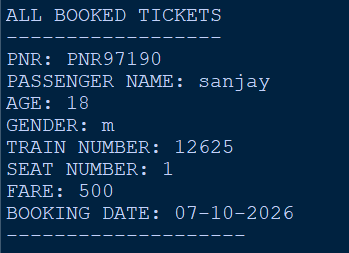 ALL BOOKED TICKETS
------------------
PNR: PNR97190
PASSENGER NAME: sanjay
AGE: 18
GENDER: m
TRAIN NUMBER: 12625
SEAT NUMBER: 1
FARE: 500
BOOKING DATE: 07-10-2026
--------------------